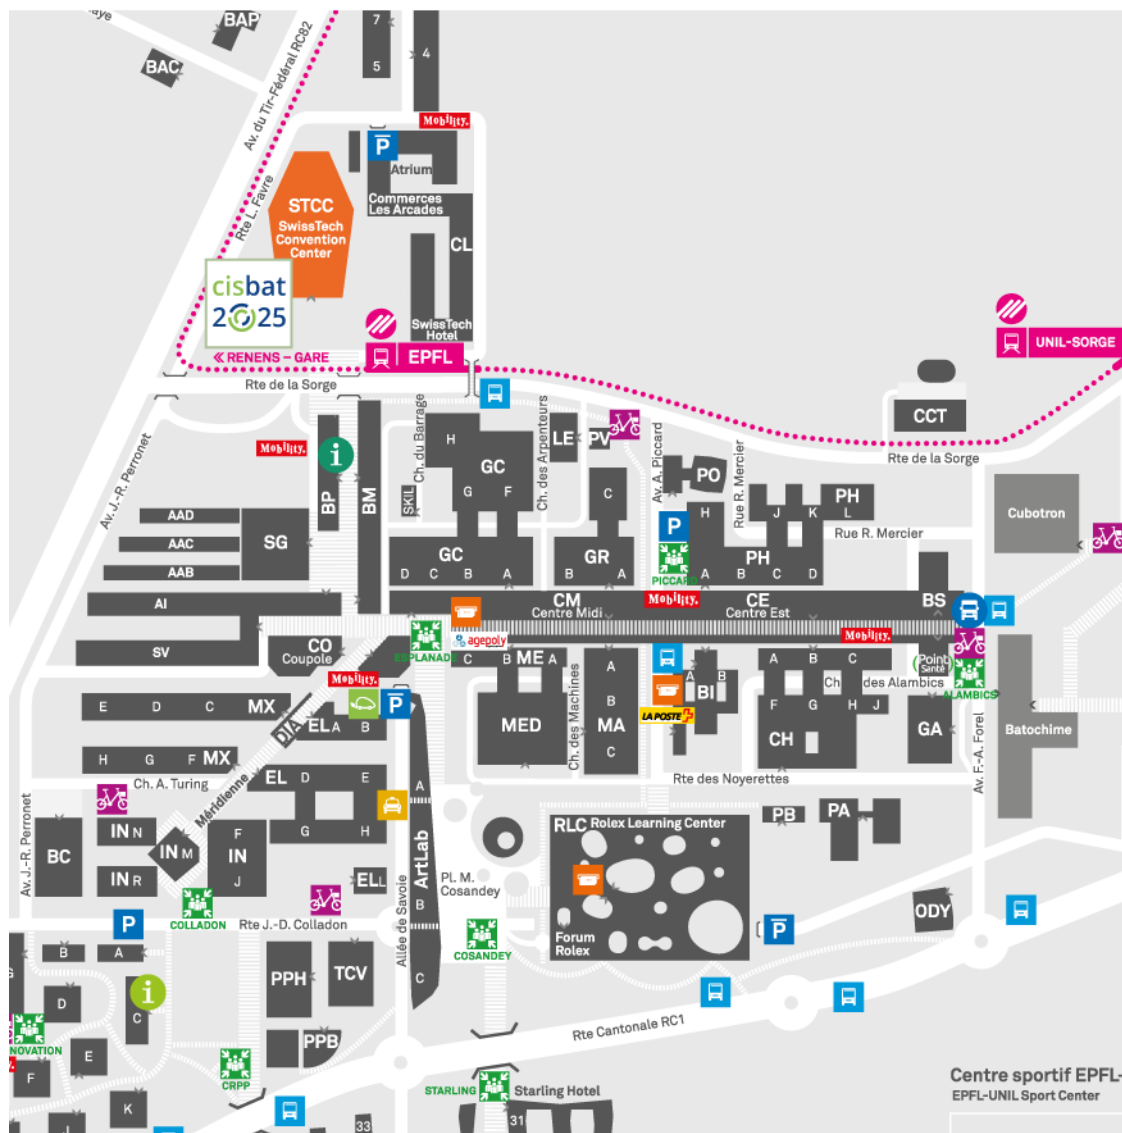 BAP
7
BAC
5
4
Av. du Tir-Fédéral RC82
Mobility.
P
Atrium
Rte L. Favre
STCC
SwissTech
Convention
Center
Commerces
Les Arcades
CL
cisbat
2025
SwissTech
Hotel
RENENS – GARE
EPFL
UNIL-SORGE
Rte de la Sorge
CCT
Rte de la Sorge
Av. J.-R. Perronet
Mobility.
i
BP
BM
Ch. du Barrage
H
GC
G F
SKIL
Ch. des Arpenteurs
LE
PV
C
Av. A. Piccard
PO
Rue R. Mercier
H
J K
PH
L
Rue R. Mercier
Cubotron
AAD
AAC
AAB
SG
GC
D C B A
GR
B A
P
PICCARD
PH
A B C D
AI
CM
Centre Midi
Mobility.
CE
Centre Est
BS
SV
CO
Coupole
ESPLANADE
agepoly
Mobility.
Point
Santé
ALAMBICS
C B ME A
A
B
MA
C
Ch. des Machines
MED
A B
BI
LA POSTE
A B C
Ch. des Alambics
F G H J
CH
GA
Av. F.-A. Forel
Batochime
Mobility.
P
E D C MX
DIA
EL
A B
H G F MX
Ch. A. Turing
Méridienne
EL
D E
G H
Rte des Noyerettes
Av. J.-R. Perronet
BC
IN N
IN M
IN R
F
IN
J
EL L
A
ArtLab
B
C
Pl. M.
Cosandey
RLC Rolex Learning Center
Forum
Rolex
PB
PA
ODY
COLLADON
Rte J.-D. Colladon
Allée de Savoie
COSANDEY
P
P
B
A
D
C
i
E
F
K
PPH
TCV
PPB
CRPP
Rte Cantonale RC1
STARLING
Starling Hotel
31
33
Centre sportif EPFL-
EPFL-UNIL Sport Center